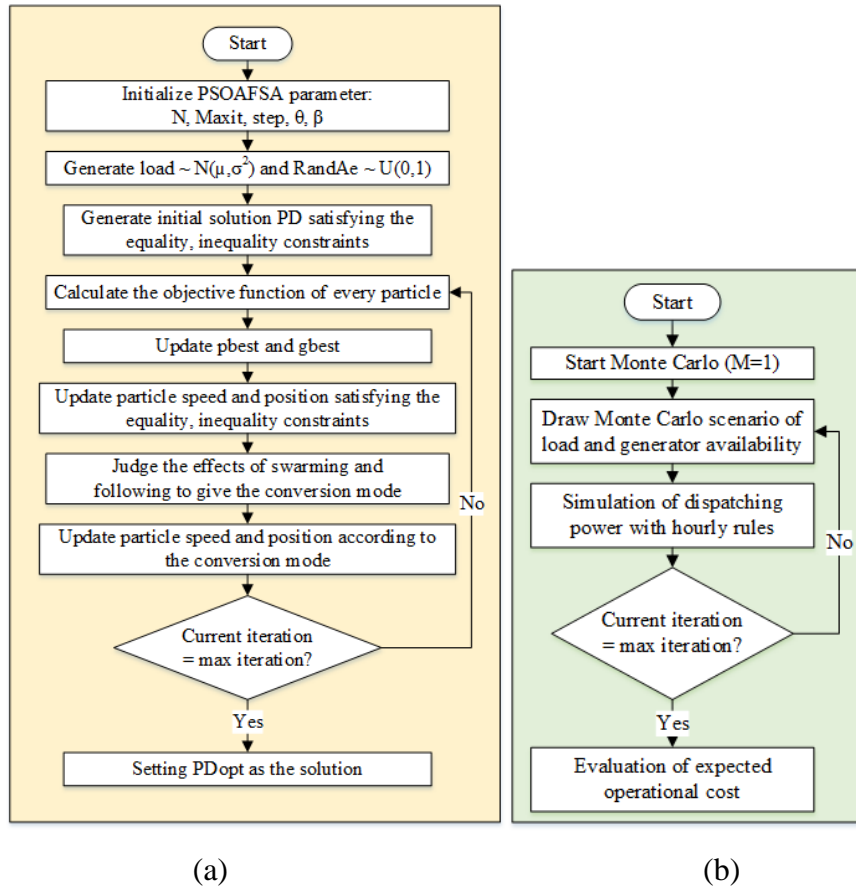 Start
Initialize PSOAFSA parameter:
N, Maxit, step, θ, β
Generate load ~ N(μ,σ²) and RandAe ~ U(0,1)
Generate initial solution PD satisfying the
equality, inequality constraints
Calculate the objective function of every particle
Update pbest and gbest
Update particle speed and position satisfying the
equality, inequality constraints
Judge the effects of swarming and
following to give the conversion mode
No
Update particle speed and position according to
the conversion mode
Current iteration
= max iteration?
Yes
Setting PDopt as the solution
(a)
Start
Start Monte Carlo (M=1)
Draw Monte Carlo scenario of
load and generator availability
Simulation of dispatching
power with hourly rules
No
Current iteration
= max iteration?
Yes
Evaluation of expected
operational cost
(b)